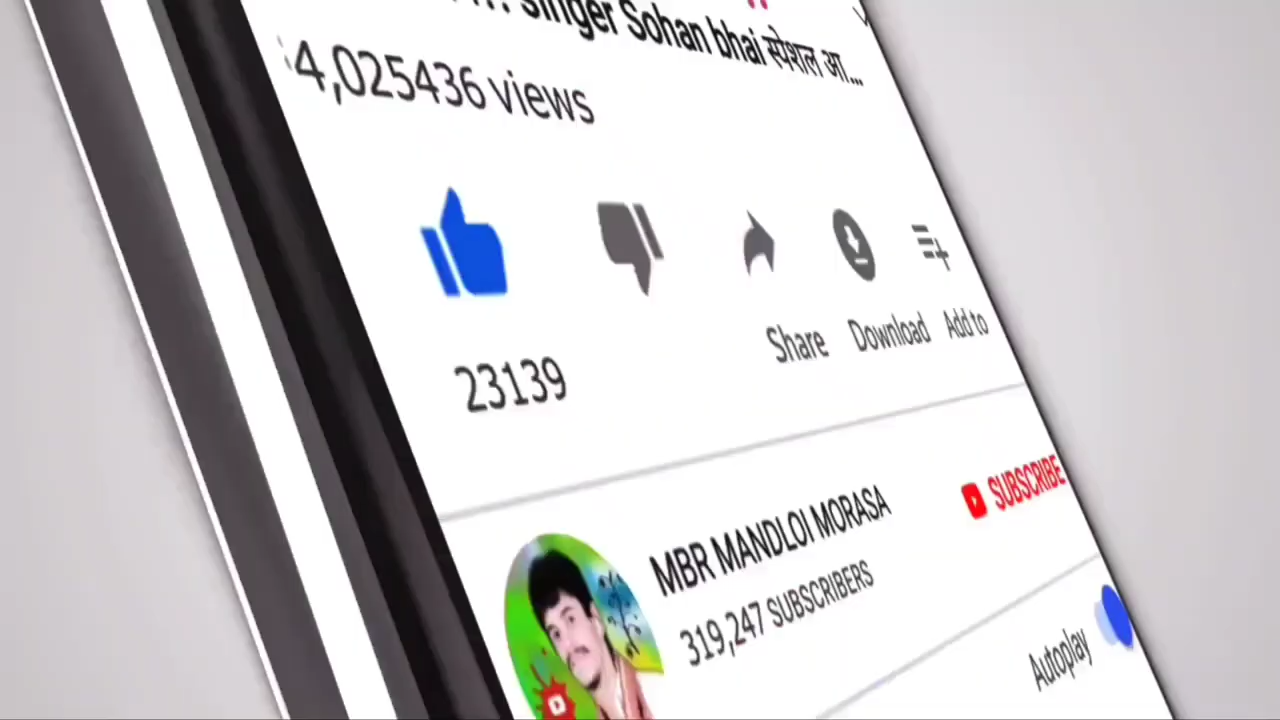 singer Sohan bhai स्पेशल आ...
4,025436 views
23139
Share Download Add to
MBR MANDLOI MORASA
SUBSCRIBE
319,247 SUBSCRIBERS
Autoplay